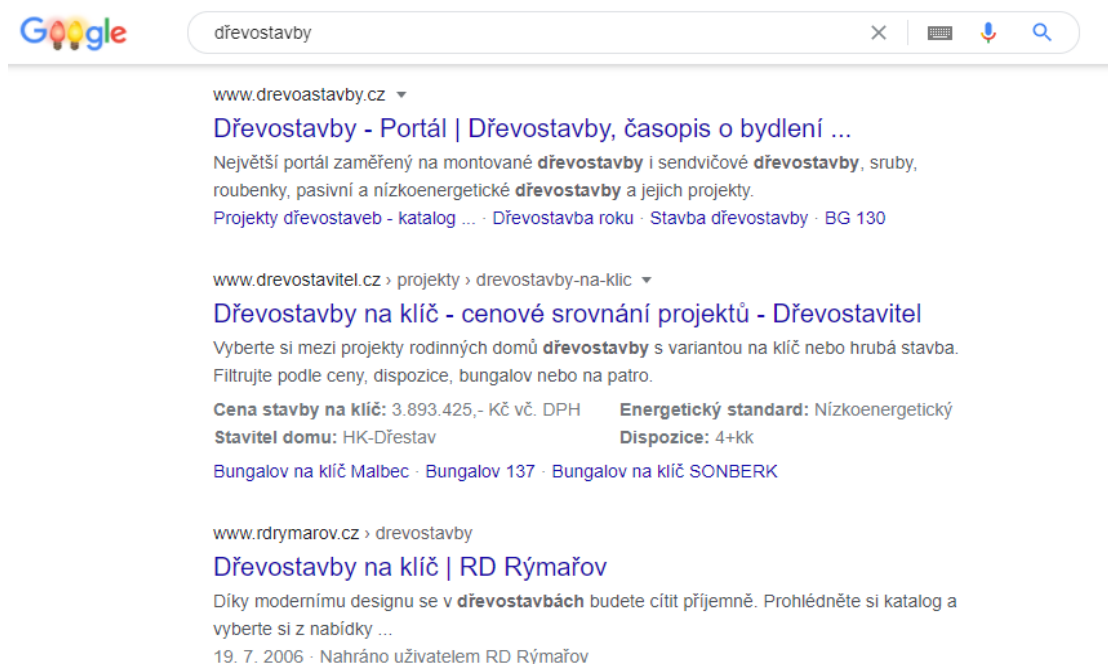 Google
dřevostavby
www.drevoastavby.cz
Dřevostavby - Portál | Dřevostavby, časopis o bydlení ...
Největší portál zaměřený na montované dřevostavby i sendvičové dřevostavby, sruby,
roubenky, pasivní a nízkoenergetické dřevostavby a jejich projekty.
Projekty dřevostaveb - katalog ... · Dřevostavba roku · Stavba dřevostavby · BG 130
www.drevostavitel.cz › projekty › drevostavby-na-klic
Dřevostavby na klíč - cenové srovnání projektů - Dřevostavitel
Vyberte si mezi projekty rodinných domů dřevostavby s variantou na klíč nebo hrubá stavba.
Filtrujte podle ceny, dispozice, bungalov nebo na patro.
Cena stavby na klíč: 3.893.425,- Kč vč. DPH Energetický standard: Nízkoenergetický
Stavitel domu: HK-Dřestav Dispozice: 4+kk
Bungalov na klíč Malbec · Bungalov 137 · Bungalov na klíč SONBERK
www.rdrymarov.cz › drevostavby
Dřevostavby na klíč | RD Rýmařov
Díky modernímu designu se v dřevostavbách budete cítit příjemně. Prohlédněte si katalog a
vyberte si z nabídky ...
19. 7. 2006 · Nahráno uživatelem RD Rýmařov